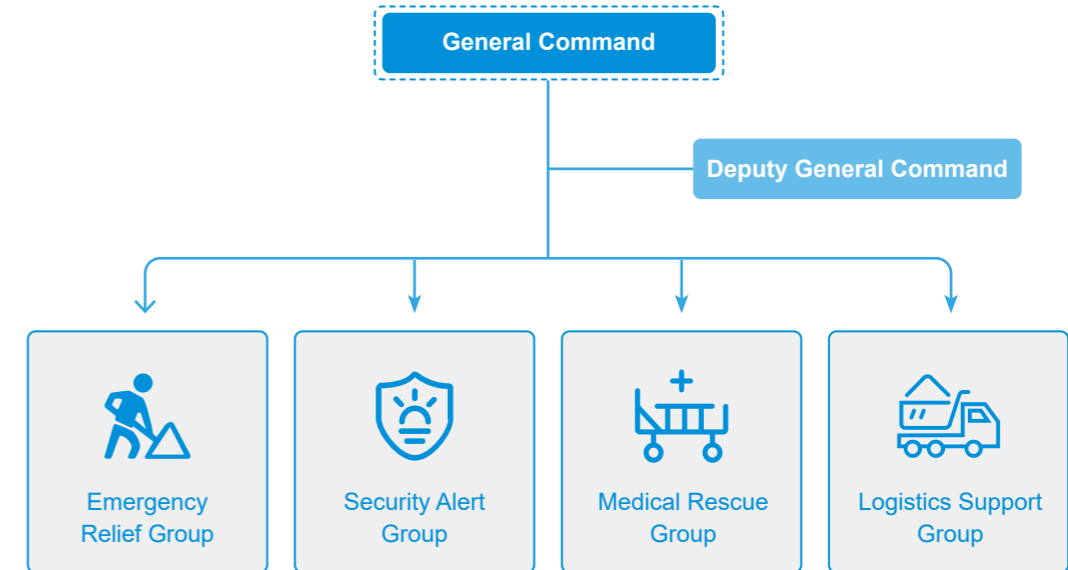 General Command
Deputy General Command
Emergency
Relief Group
Security Alert
Group
Medical Rescue
Group
Logistics Support
Group